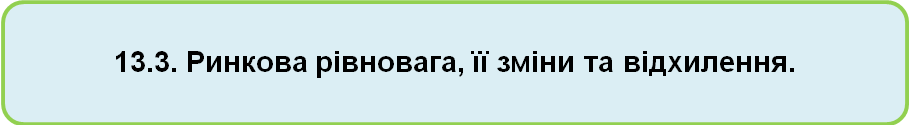 13.3. Ринкова рівновага, її зміни та відхилення.